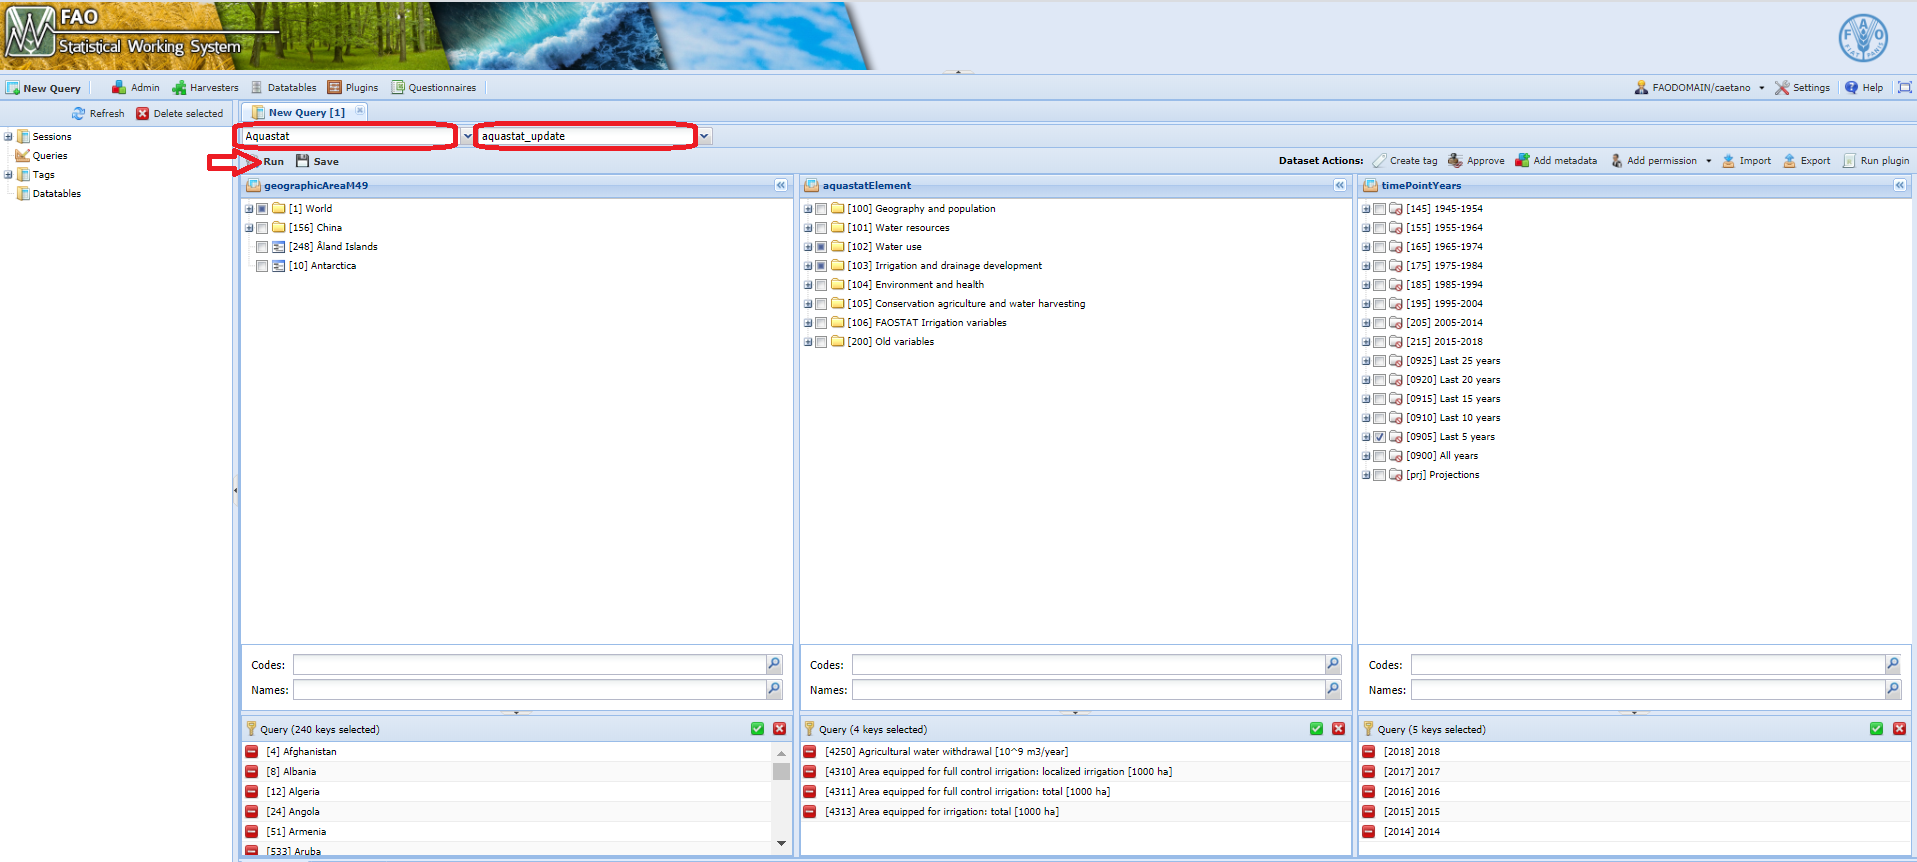 FAO
Statistical Working System
F A O
FIAT PANIS
New Query
Admin
Harvesters
Datatables
Plugins
Questionnaires
FAODOMAIN/caetano
Settings
Help
Refresh
Delete selected
New Query [1]
Sessions
Queries
Tags
Datatables
Aquastat
aquastat_update
Run
Save
Dataset Actions:
Create tag
Approve
Add metadata
Add permission
Import
Export
Run plugin
geographicAreaM49
[1] World
[156] China
[248] Åland Islands
[10] Antarctica
Codes:
Names:
Query (240 keys selected)
[4] Afghanistan
[8] Albania
[12] Algeria
[24] Angola
[51] Armenia
[533] Aruba
aquastatElement
[100] Geography and population
[101] Water resources
[102] Water use
[103] Irrigation and drainage development
[104] Environment and health
[105] Conservation agriculture and water harvesting
[106] FAOSTAT Irrigation variables
[200] Old variables
Codes:
Names:
Query (4 keys selected)
[4250] Agricultural water withdrawal [10^9 m3/year]
[4310] Area equipped for full control irrigation: localized irrigation [1000 ha]
[4311] Area equipped for full control irrigation: total [1000 ha]
[4313] Area equipped for irrigation: total [1000 ha]
timePointYears
[145] 1945-1954
[155] 1955-1964
[165] 1965-1974
[175] 1975-1984
[185] 1985-1994
[195] 1995-2004
[205] 2005-2014
[215] 2015-2018
[0925] Last 25 years
[0920] Last 20 years
[0915] Last 15 years
[0910] Last 10 years
[0905] Last 5 years
[0900] All years
[prj] Projections
Codes:
Names:
Query (5 keys selected)
[2018] 2018
[2017] 2017
[2016] 2016
[2015] 2015
[2014] 2014